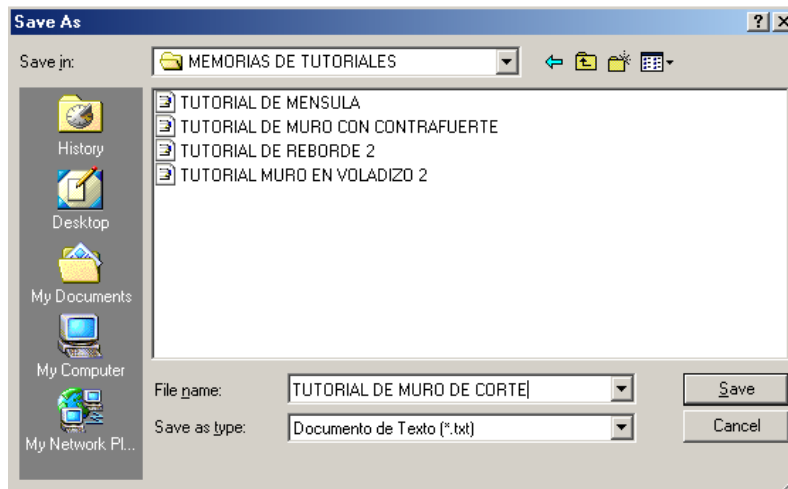 Save As
Save in:
MEMORIAS DE TUTORIALES
History
Desktop
My Documents
My Computer
My Network Pl...
TUTORIAL DE MENSULA
TUTORIAL DE MURO CON CONTRAFUERTE
TUTORIAL DE REBORDE 2
TUTORIAL MURO EN VOLADIZO 2
File name:
TUTORIAL DE MURO DE CORTE
Save
Save as type:
Documento de Texto (*.txt)
Cancel